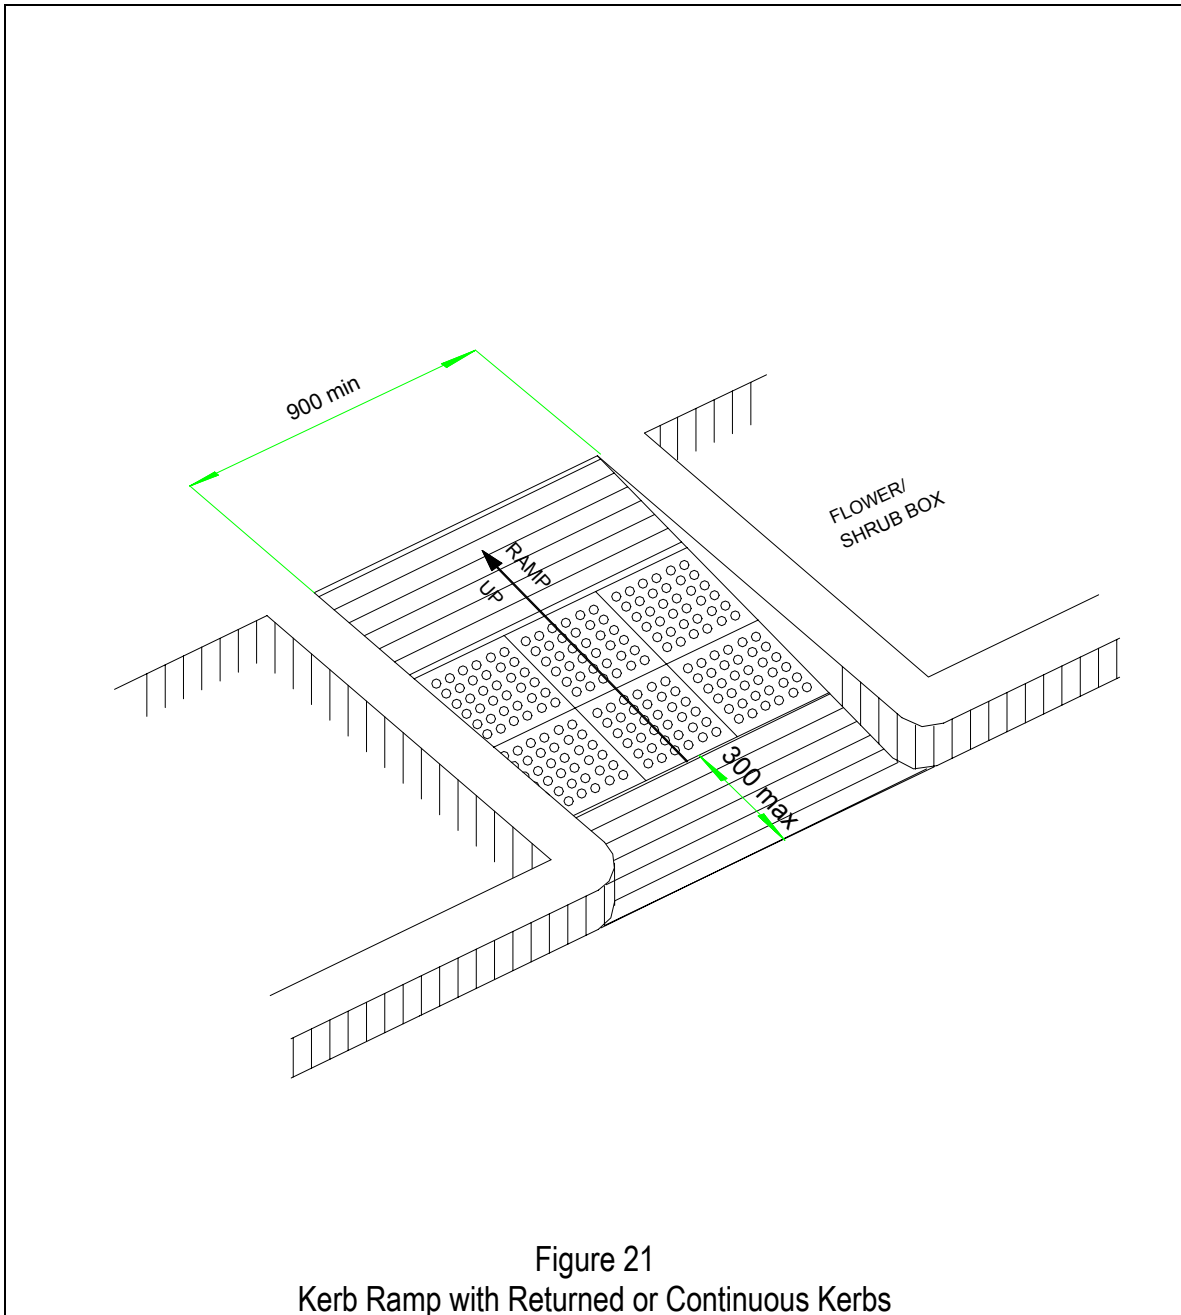 900 min
FLOWER/
SHRUB BOX
RAMP
UP
300 max
Figure 21
Kerb Ramp with Returned or Continuous Kerbs